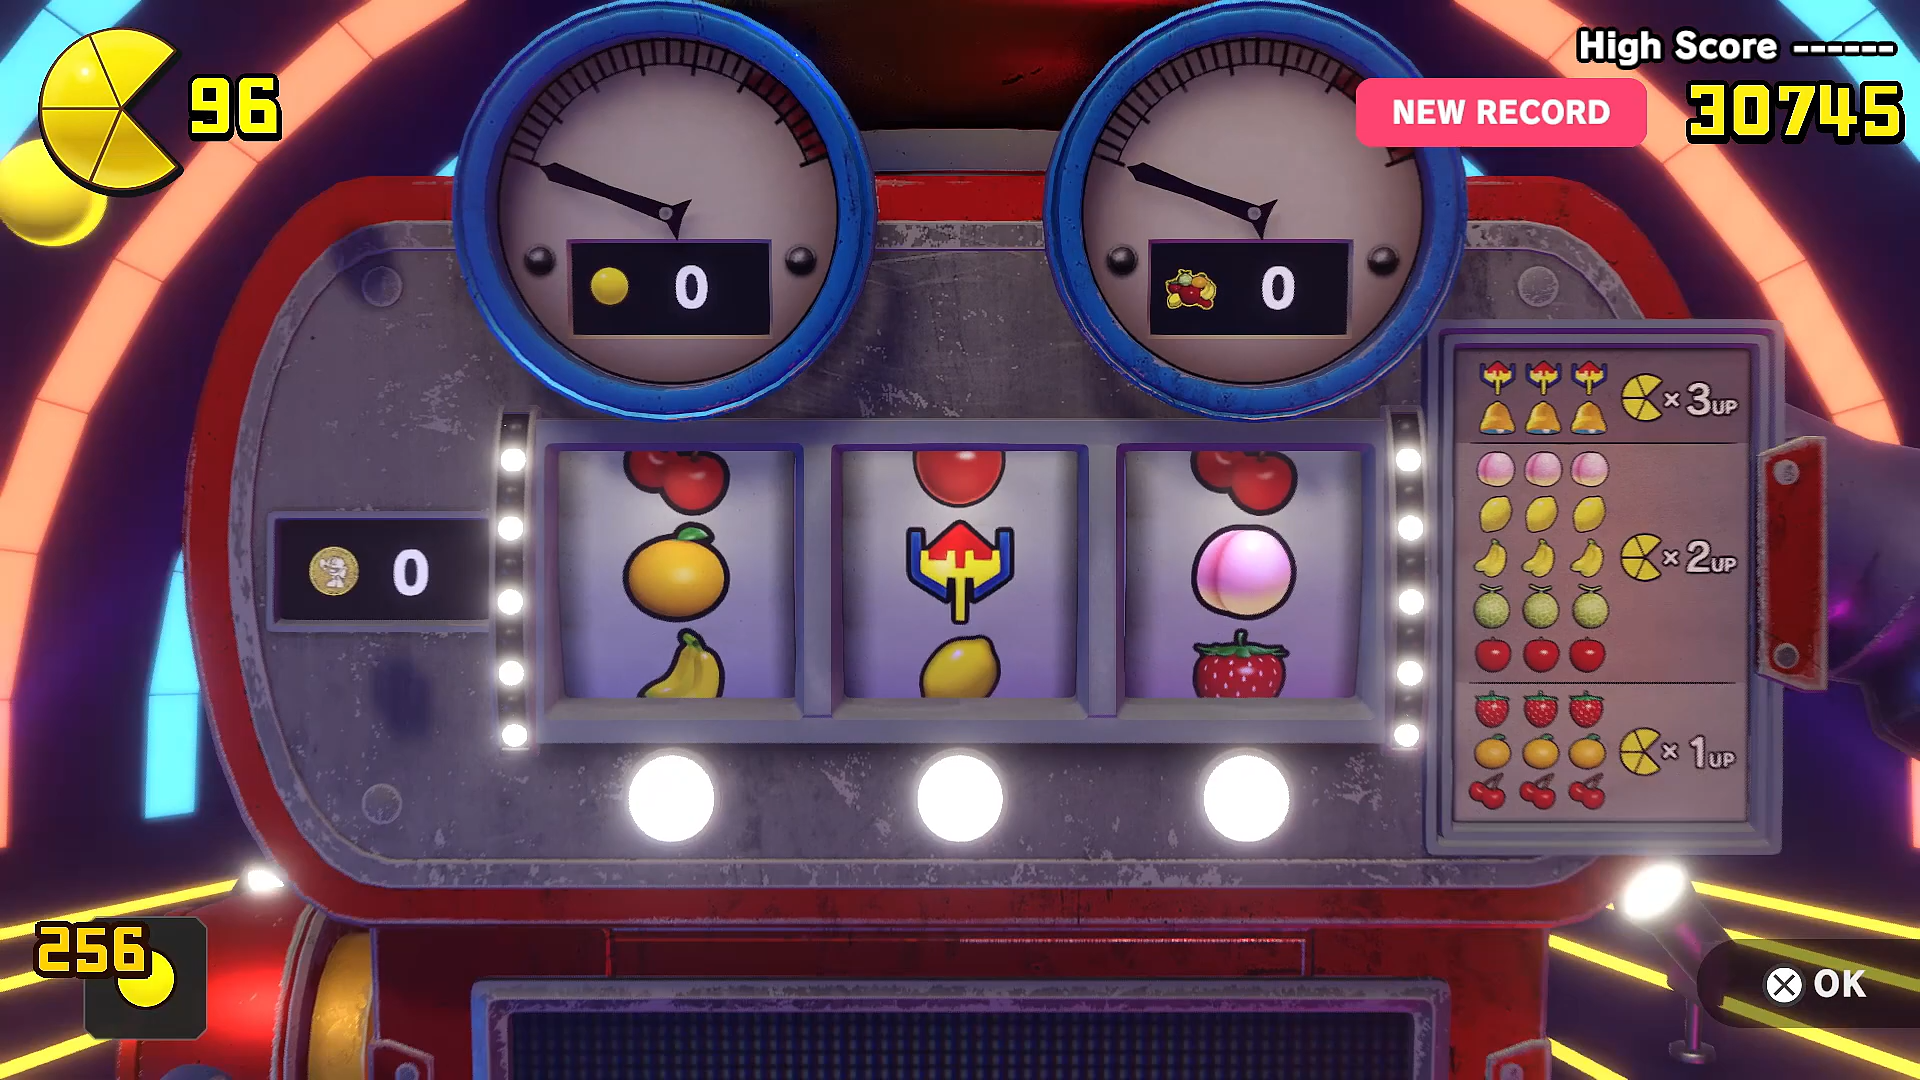 High Score ------
96
NEW RECORD
30745
0
0
× 3UP
0
× 2UP
× 1UP
256
OK